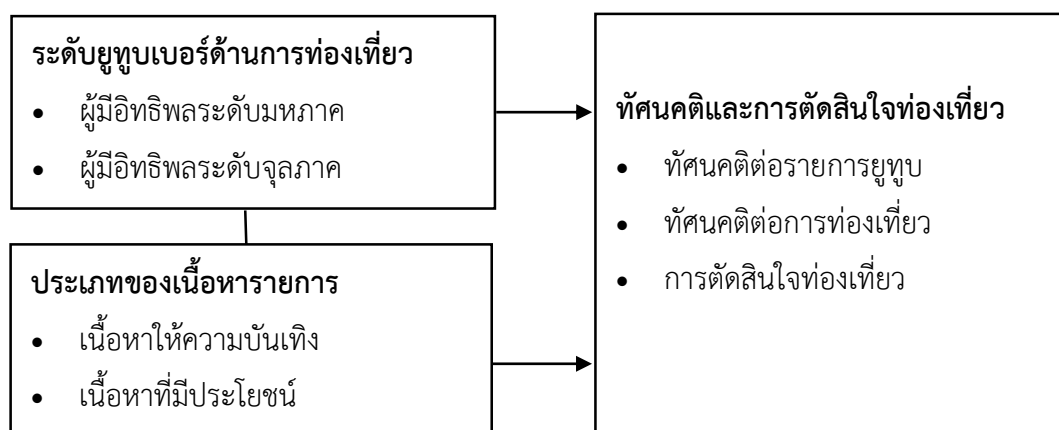 ระดับยูทูบเบอร์ด้านการท่องเที่ยว
• ผู้มีอิทธิพลระดับมหภาค
• ผู้มีอิทธิพลระดับจุลภาค
ประเภทของเนื้อหารายการ
• เนื้อหาให้ความบันเทิง
• เนื้อหาที่มีประโยชน์
ทัศนคติและการตัดสินใจท่องเที่ยว
• ทัศนคติต่อรายการยูทูบ
• ทัศนคติต่อการท่องเที่ยว
• การตัดสินใจท่องเที่ยว